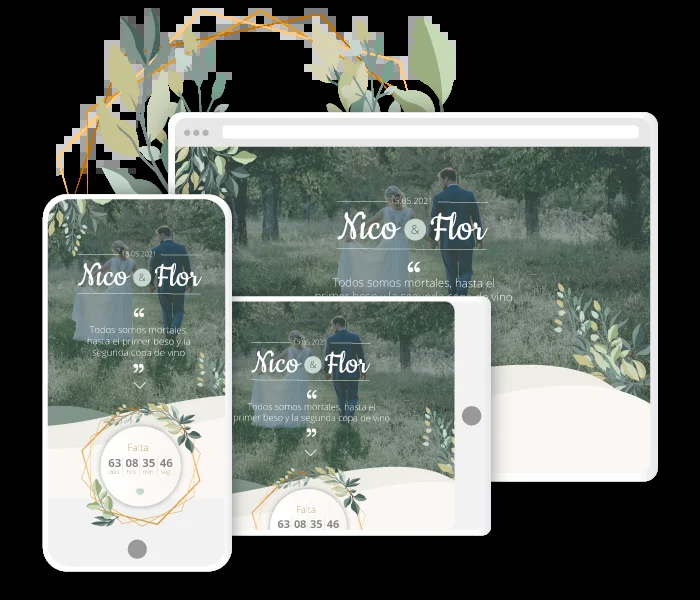 15.05.2021
Nico & Flor
“
Todos somos mortales, hasta el
primer beso y la segunda copa de vino
15.05.2021
Nico & Flor
“
Todos somos mortales,
hasta el primer beso y la
segunda copa de vino
”
Falta
63 08 35 46
días hrs min seg
15.05.2021
Nico & Flor
“
Todos somos mortales, hasta el
primer beso y la segunda copa de vino
”
Falta
63 08 35 46